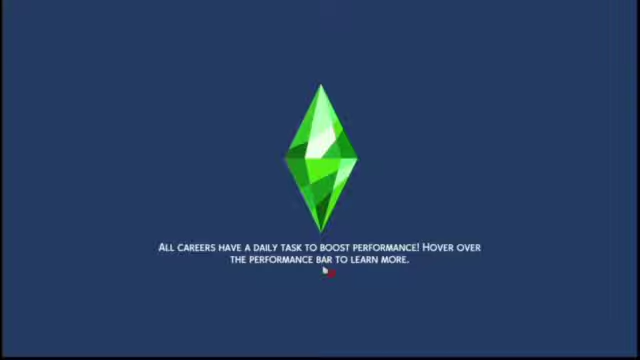 ALL CAREERS HAVE A DAILY TASK TO BOOST PERFORMANCE! HOVER OVER
THE PERFORMANCE BAR TO LEARN MORE.